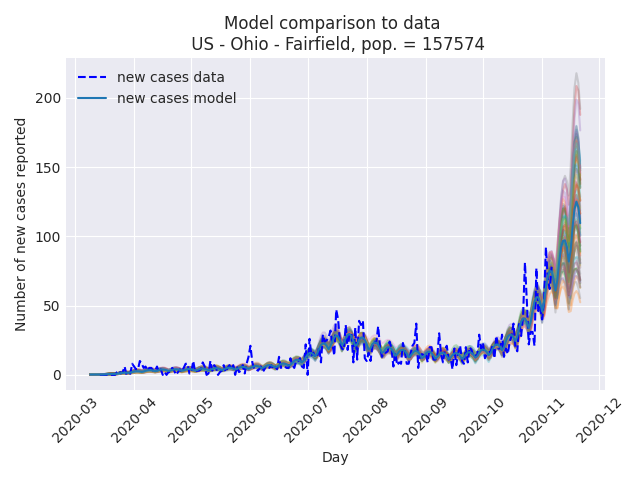 Model comparison to data
US - Ohio - Fairfield, pop. = 157574
new cases data
new cases model
Number of new cases reported
200
150
100
50
0
2020-03
2020-04
2020-05
2020-06
2020-07
2020-08
2020-09
2020-10
2020-11
2020-12
Day